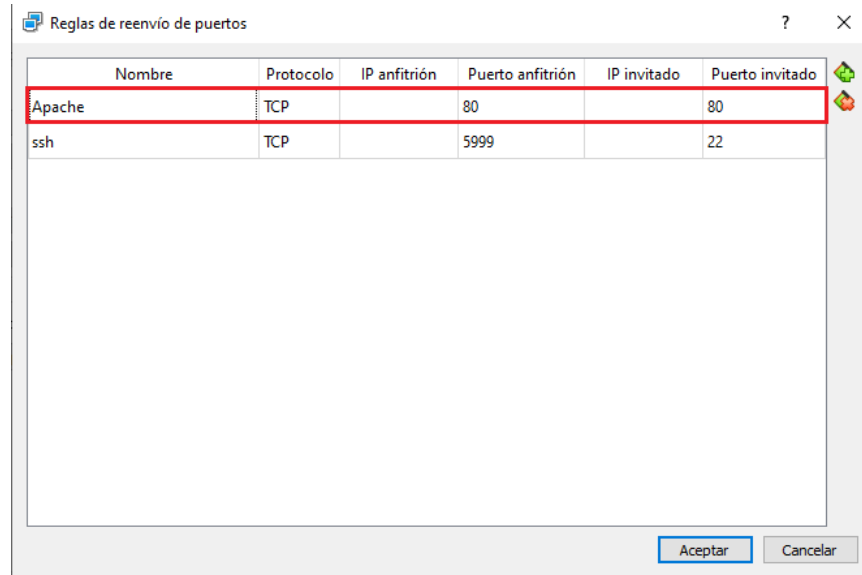 Reglas de reenvío de puertos ?
Nombre Protocolo IP anfitrión Puerto anfitrión IP invitado Puerto invitado
Apache TCP 80 80
ssh TCP 5999 22
Aceptar Cancelar